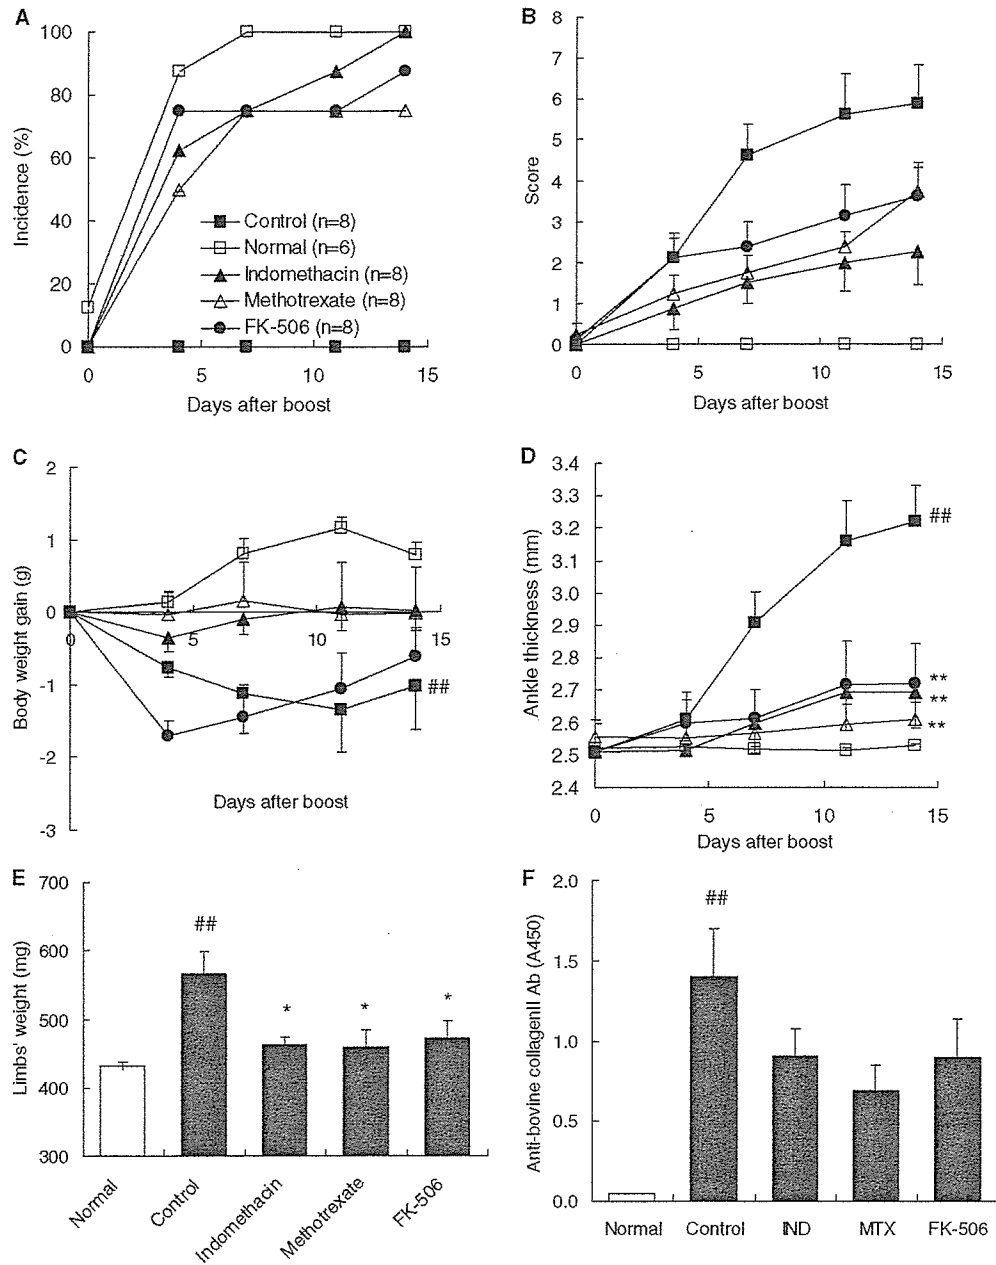 A
100
80
60
40
20
0
Incidence (%)
Control (n=8)
Normal (n=6)
Indomethacin (n=8)
Methotrexate (n=8)
FK-506 (n=8)
0 5 10 15
Days after boost
B
8
7
6
5
4
3
2
1
0
Score
0 5 10 15
Days after boost
C
2
1
0
-1
-2
-3
Body weight gain (g)
0 5 10 15
##
Days after boost
D
3.4
3.3
3.2
3.1
3.0
2.9
2.8
2.7
2.6
2.5
2.4
Ankle thickness (mm)
##
**
**
**
0 5 10 15
Days after boost
E
700
600
500
400
300
Limbs' weight (mg)
##
* * *
Normal Control Indomethacin Methotrexate FK-506
F
2.0
1.5
1.0
0.5
0.0
Anti-bovine collagenII Ab (A450)
##
Normal Control IND MTX FK-506